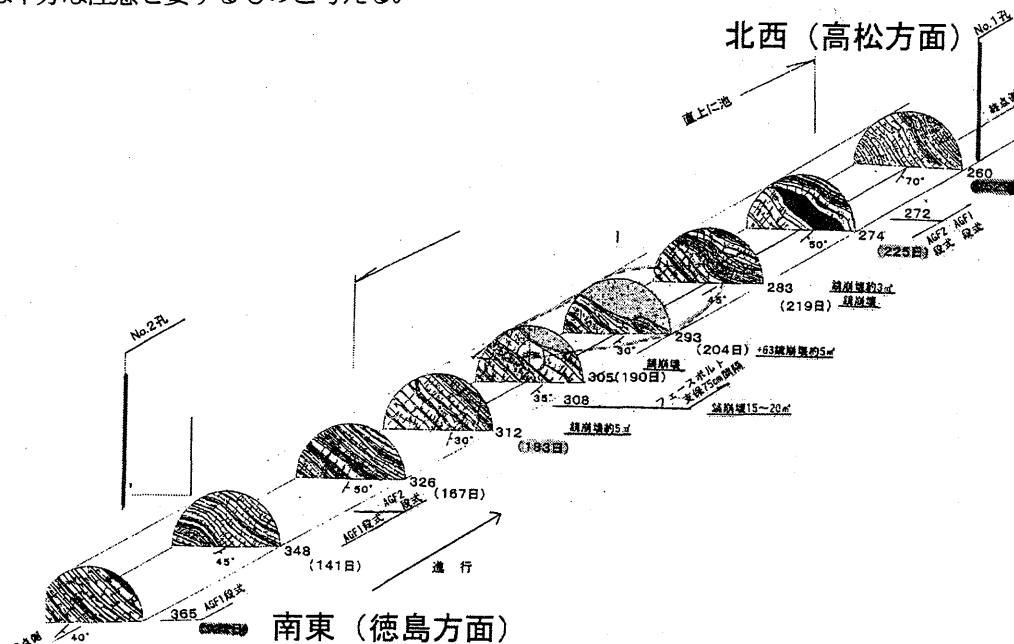 北西（高松方面）
No.1孔
直上に池
70°
260
272
AGF2 AGF1
段式 段式
50°
274
(225日)
45°
283
(219日)
鏡崩壊約3㎥
鏡崩壊
30°
293
(204日)
+63鏡崩壊約5㎥
鏡崩壊
305(190日)
35°
308
フェースボルト
支保75cm間隔
鏡崩壊15～20㎥
鏡崩壊約5㎥
30°
312
(183日)
No.2孔
50°
326
(167日)
AGF1段式 AGF2段式
45°
348
(141日)
進行
365
AGF1段式
40°
南東（徳島方面）